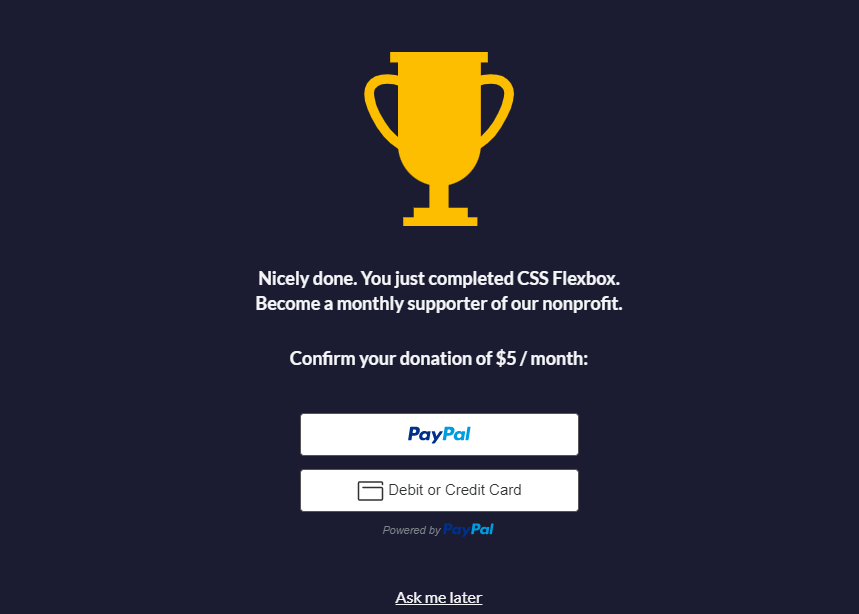 Nicely done. You just completed CSS Flexbox.
Become a monthly supporter of our nonprofit.
Confirm your donation of $5 / month:
PayPal
Debit or Credit Card
Powered by PayPal
Ask me later